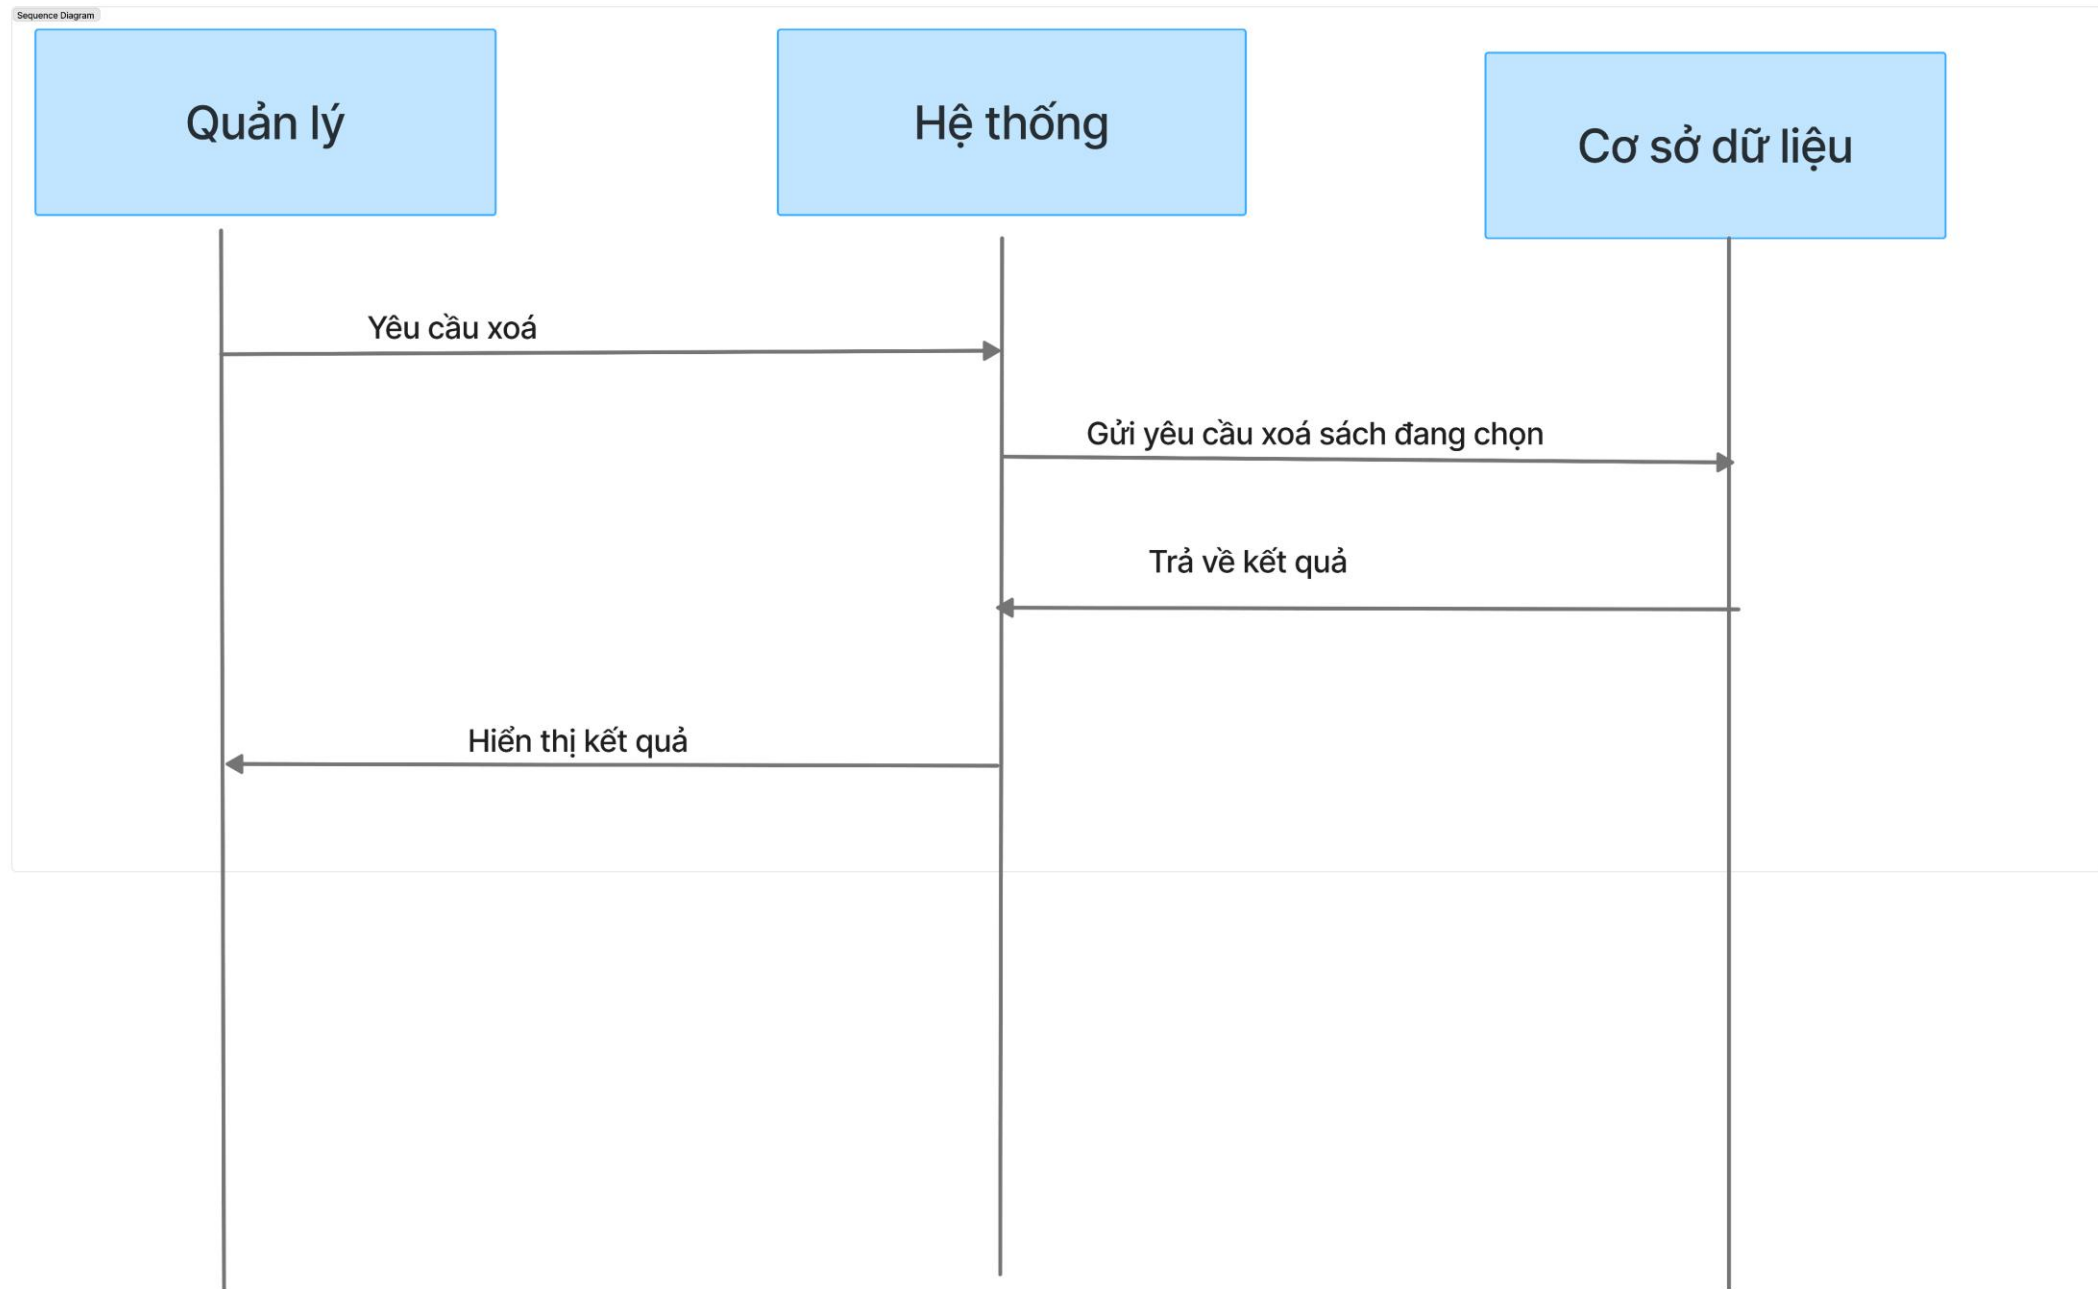 Sequence Diagram
Quản lý
Hệ thống
Cơ sở dữ liệu
Yêu cầu xoá
Gửi yêu cầu xoá sách đang chọn
Trả về kết quả
Hiển thị kết quả